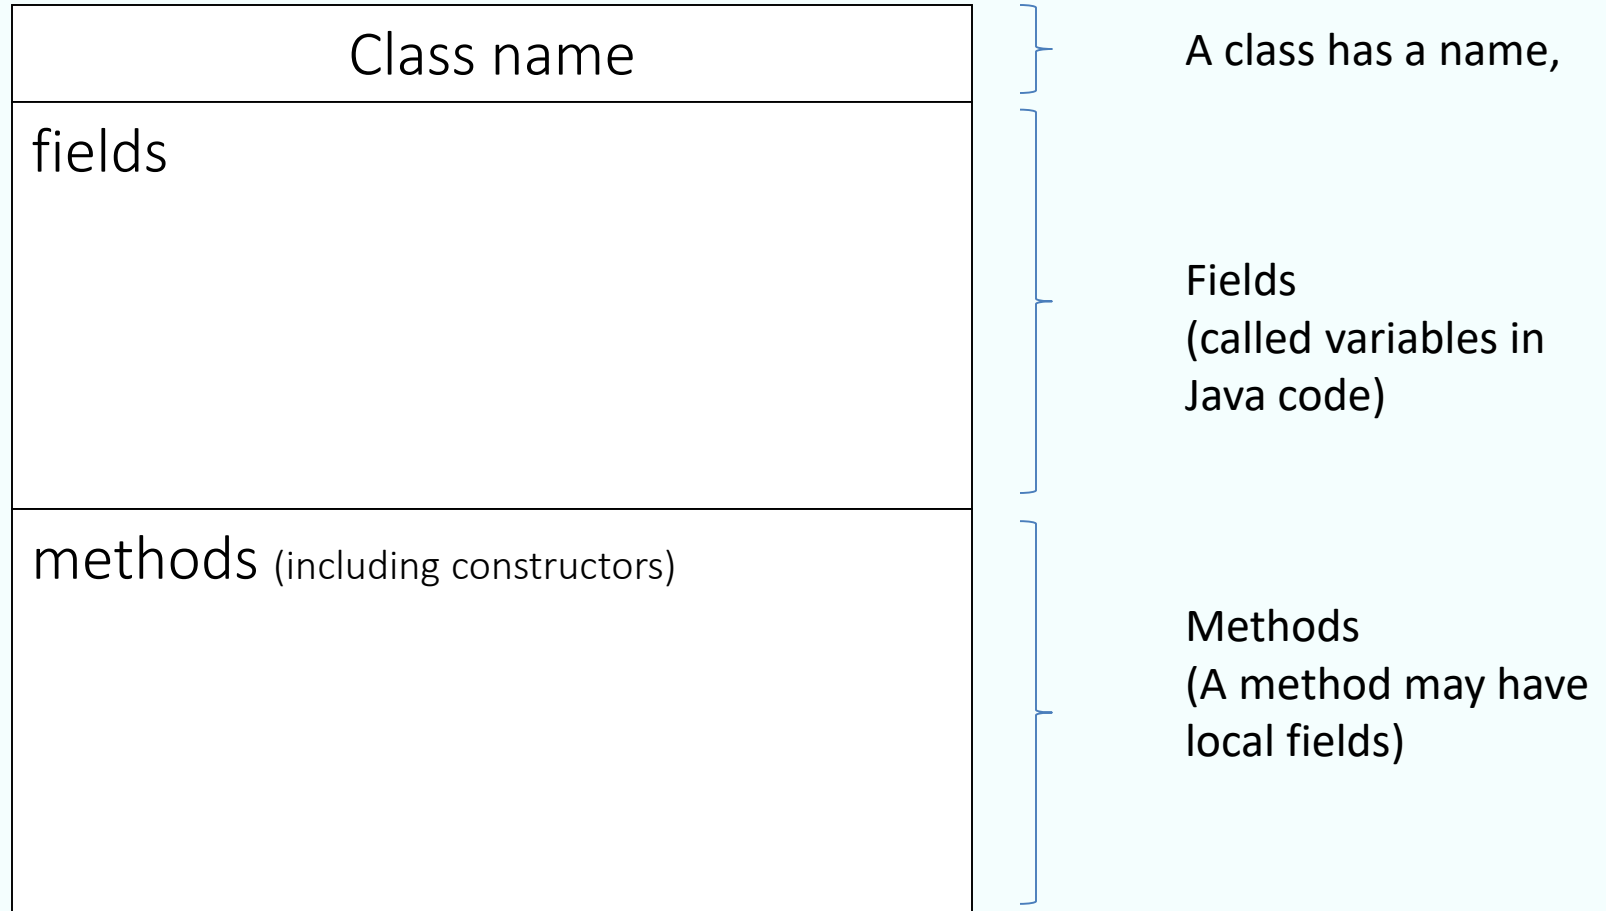 Class name
A class has a name,
fields
Fields
(called variables in
Java code)
methods (including constructors)
Methods
(A method may have
local fields)